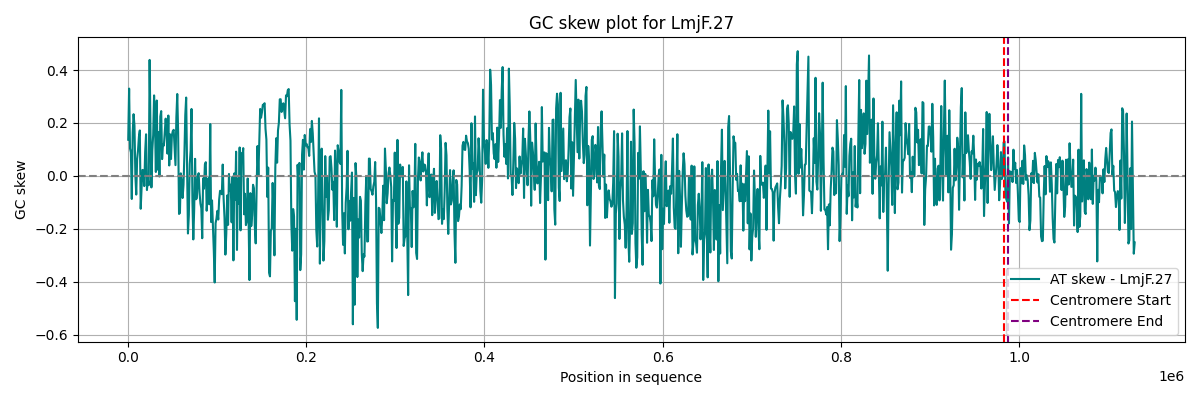 GC skew plot for LmjF.27
GC skew
0.4
0.2
0.0
−0.2
−0.4
−0.6
AT skew - LmjF.27
Centromere Start
Centromere End
0.0 0.2 0.4 0.6 0.8 1.0
1e6
Position in sequence